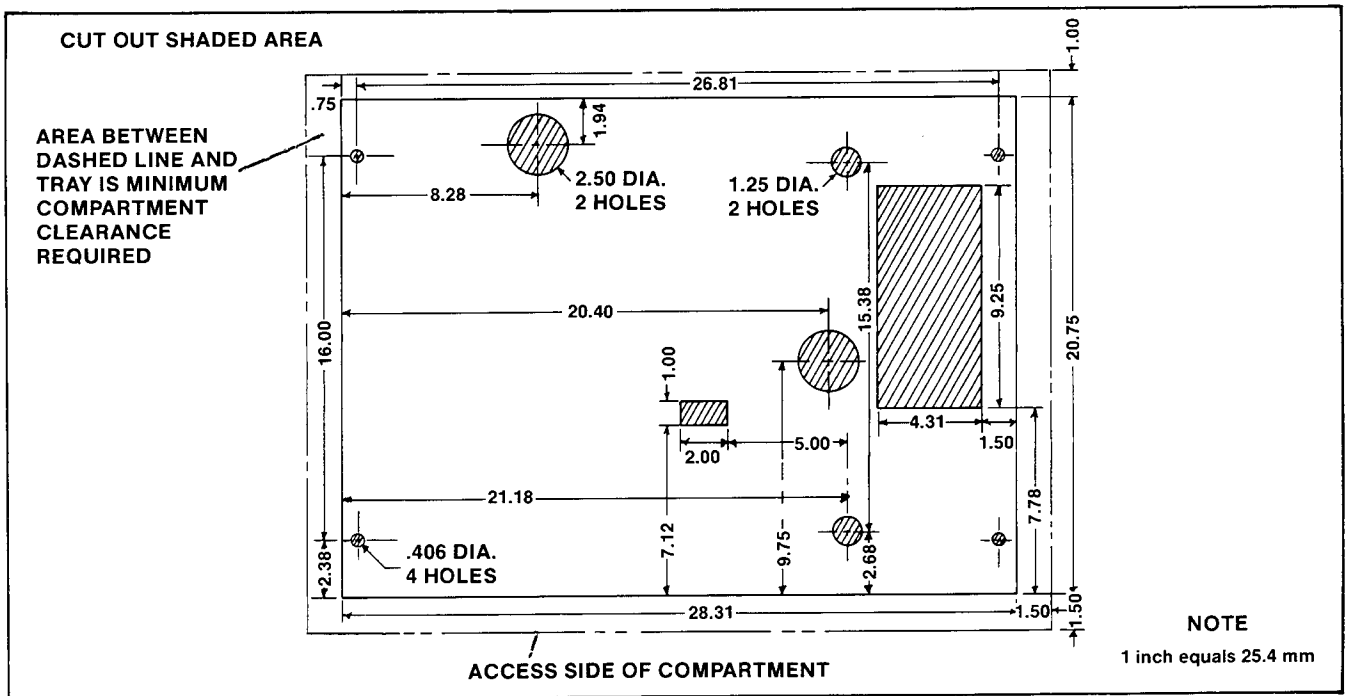 CUT OUT SHADED AREA
1.00
26.81
.75
1.94
AREA BETWEEN
DASHED LINE AND
TRAY IS MINIMUM
COMPARTMENT
CLEARANCE
REQUIRED
2.50 DIA.
2 HOLES
1.25 DIA.
2 HOLES
8.28
16.00
20.40
15.38
9.25
20.75
1.00
4.31
1.50
2.00
5.00
21.18
7.12
9.75
2.68
7.78
2.38
.406 DIA.
4 HOLES
28.31
1.50
1.50
ACCESS SIDE OF COMPARTMENT
NOTE
1 inch equals 25.4 mm